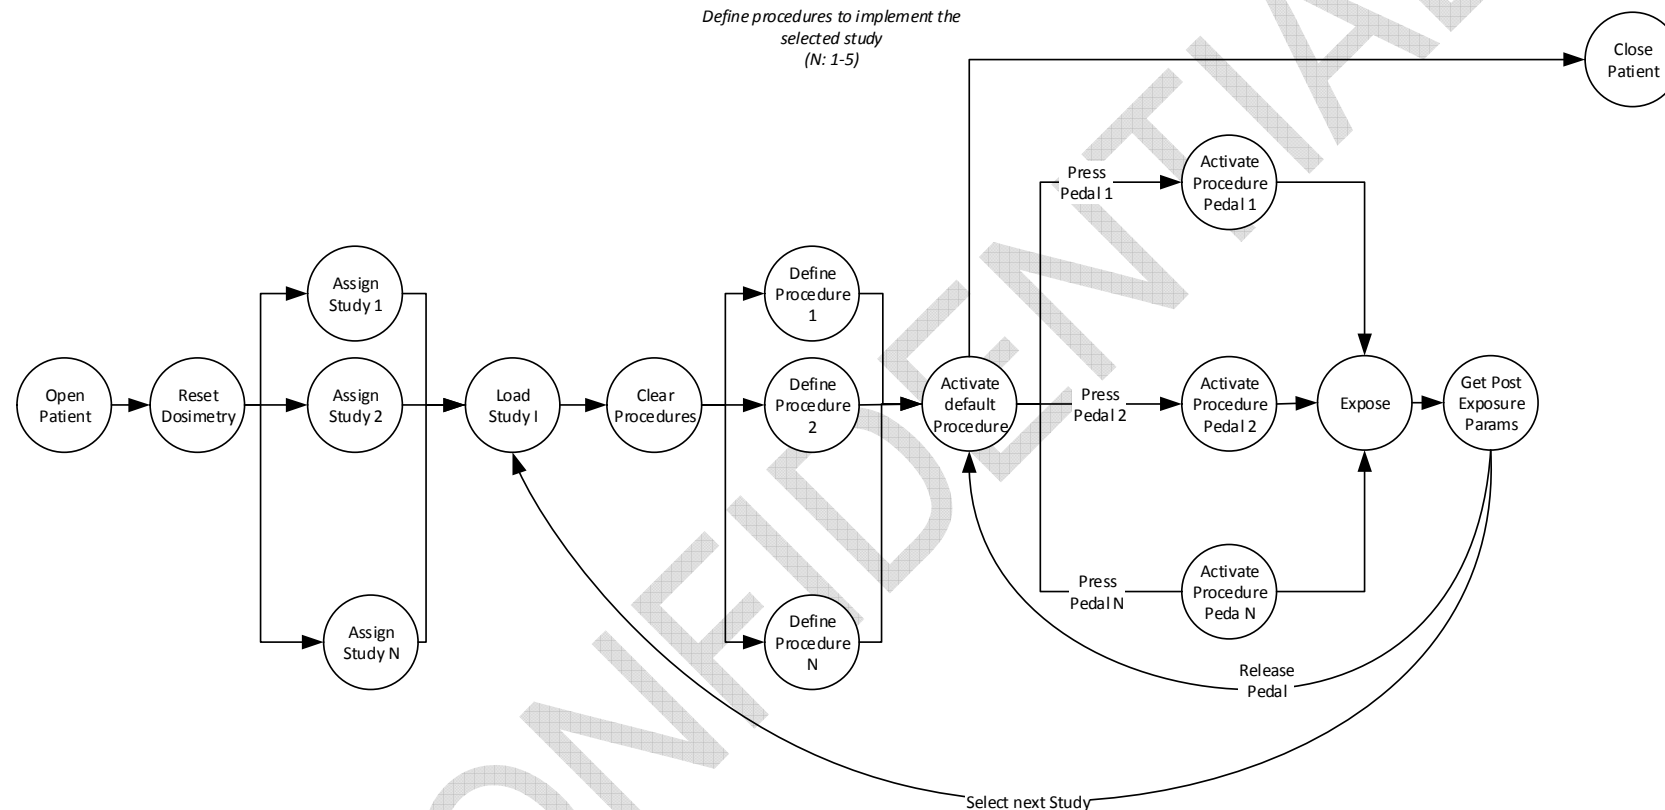 Define procedures to implement the
selected study
(N: 1-5)
Close
Patient
Activate
Procedure
Pedal 1
Press
Pedal 1
Assign
Study 1
Define
Procedure
1
Open
Patient
Reset
Dosimetry
Assign
Study 2
Load
Study I
Clear
Procedures
Define
Procedure
2
Activate
default
Procedure
Press
Pedal 2
Activate
Procedure
Pedal 2
Expose
Get Post
Exposure
Params
Assign
Study N
Define
Procedure
N
Press
Pedal N
Activate
Procedure
Peda N
Release
Pedal
Select next Study
ONFIDENTIAL